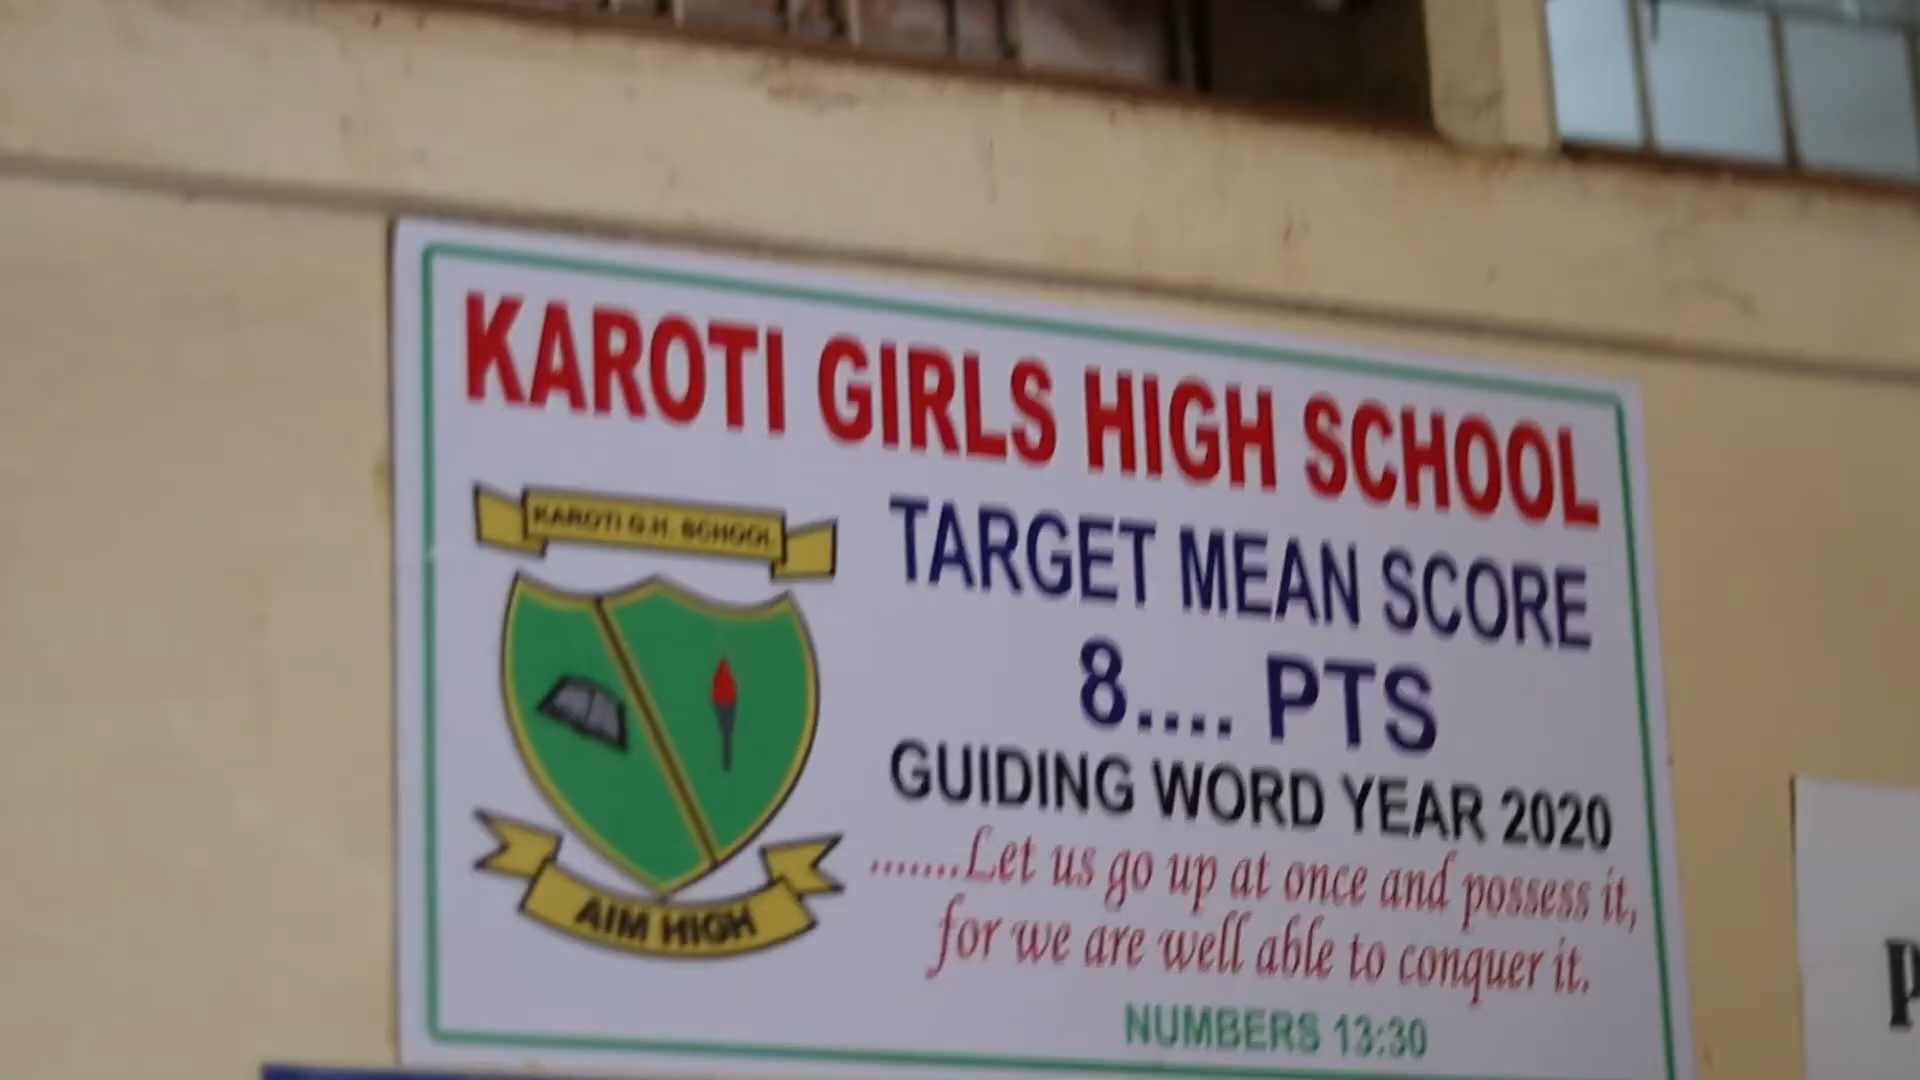 KAROTI GIRLS HIGH SCHOOL
KAROTI G.H. SCHOOL
AIM HIGH
TARGET MEAN SCORE
8.... PTS
GUIDING WORD YEAR 2020
.......Let us go up at once and possess it,
for we are well able to conquer it.
NUMBERS 13:30